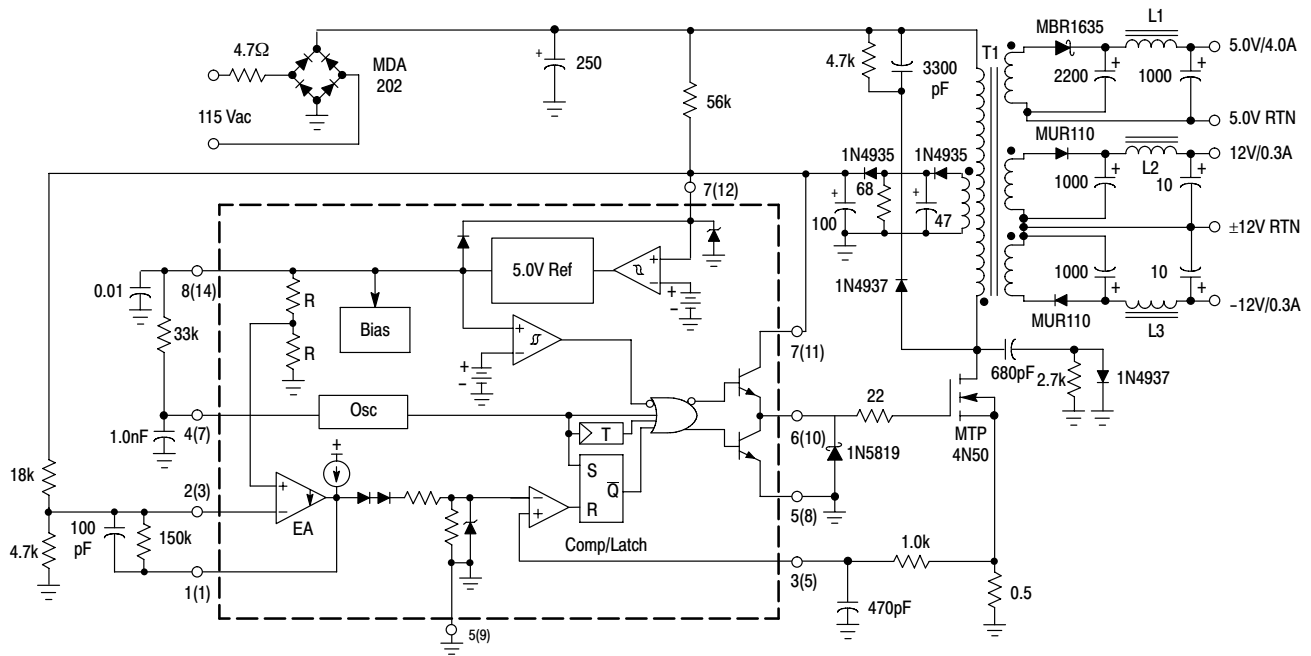 4.7Ω
MDA
202
115 Vac
+
250
56k
4.7k
3300
pF
T1
MBR1635
L1
5.0V/4.0A
2200
+
1000
+
5.0V RTN
MUR110
12V/0.3A
1000
+
L2
10
+
±12V RTN
1000
+
10
+
−12V/0.3A
MUR110
L3
1N4935
1N4935
68
+
100
+
47
7(12)
1N4937
0.01
8(14)
33k
R
R
Bias
5.0V Ref
+
−
+
−
+
−
+
−
7(11)
680pF
2.7k
1N4937
Osc
4(7)
1.0nF
T
22
6(10)
MTP
4N50
1N5819
18k
+
S
Q
R
5(8)
2(3)
+
−
EA
−
+
Comp/Latch
100
pF
150k
4.7k
1(1)
1.0k
3(5)
470pF
0.5
5(9)